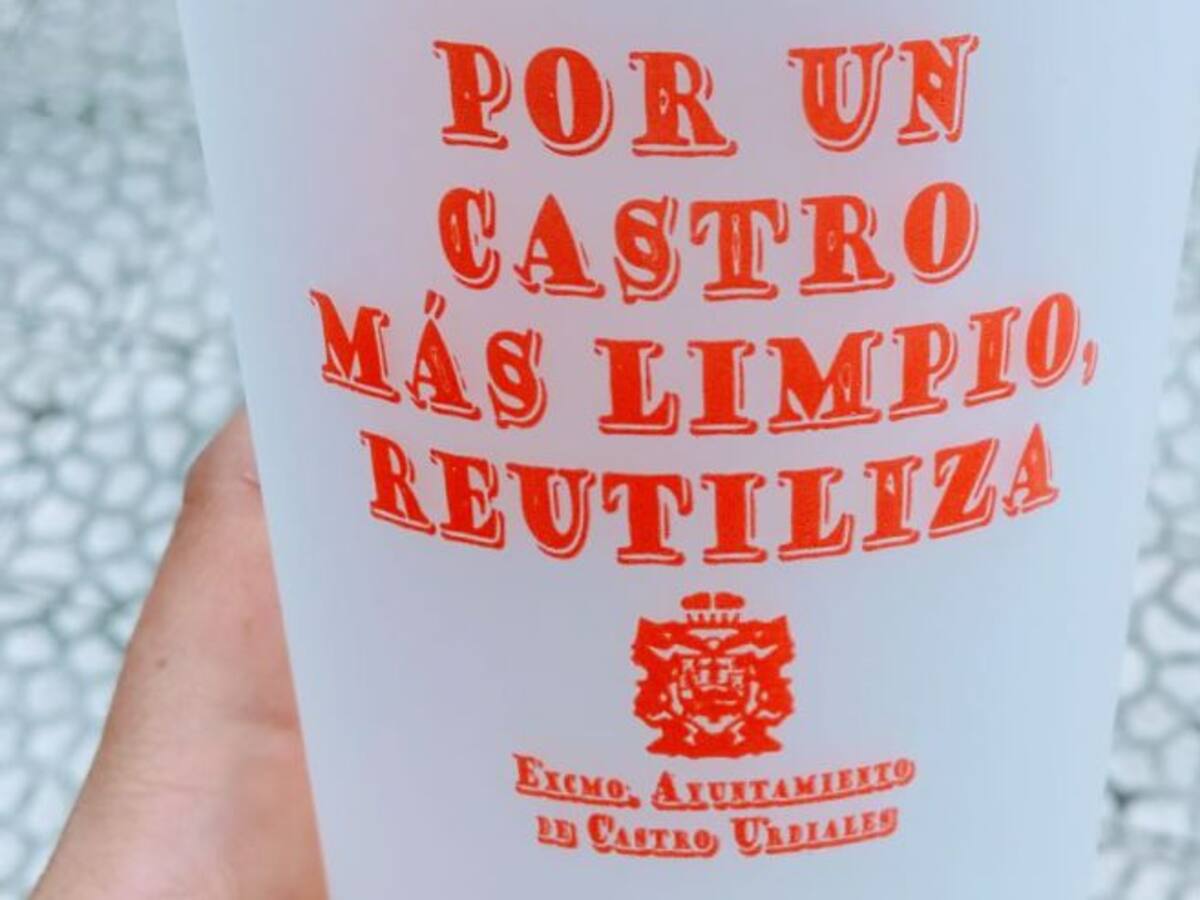 POR UN
CASTRO
MÁS LIMPIO,
REUTILIZA
EXCMO. AYUNTAMIENTO
DE CASTRO URDIALES